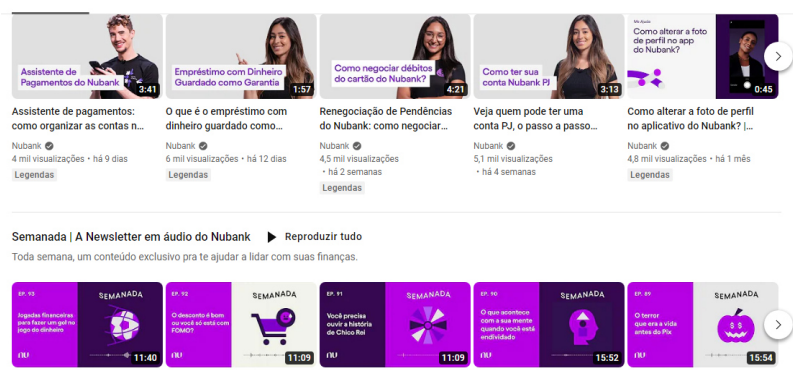 Assistente de
Pagamentos do Nubank
3:41
Empréstimo com Dinheiro
Guardado como Garantia
1:57
Como negociar débitos
do cartão do Nubank?
4:21
Como ter sua
conta Nubank PJ
3:13
Me Ajuda
Como alterar a foto
de perfil no app
do Nubank?
0:45
Assistente de pagamentos:
como organizar as contas n...
Nubank
4 mil visualizações • há 9 dias
Legendas
O que é o empréstimo com
dinheiro guardado como...
Nubank
6 mil visualizações • há 12 dias
Legendas
Renegociação de Pendências
do Nubank: como negociar...
Nubank
4,5 mil visualizações
• há 2 semanas
Legendas
Veja quem pode ter uma
conta PJ, o passo a passo...
Nubank
5,1 mil visualizações
• há 4 semanas
Como alterar a foto de perfil
no aplicativo do Nubank? |...
Nubank
4,8 mil visualizações • há 1 mês
Legendas
Semanada | A Newsletter em áudio do Nubank
Reproduzir tudo
Toda semana, um conteúdo exclusivo pra te ajudar a lidar com suas finanças.
EP. 93
SEMANADA
Jogadas financeiras
para fazer um gol no
jogo do dinheiro
nu
11:40
EP. 92
SEMANADA
O desconto é bom
ou você só está com
FOMO?
nu
11:09
EP. 91
SEMANADA
Você precisa
ouvir a história
de Chico Rei
nu
11:09
EP. 90
SEMANADA
O que acontece
com a sua mente
quando você está
endividado
nu
15:52
EP. 89
SEMANADA
O terror
que era a vida
antes do Pix
nu
$ $
15:54